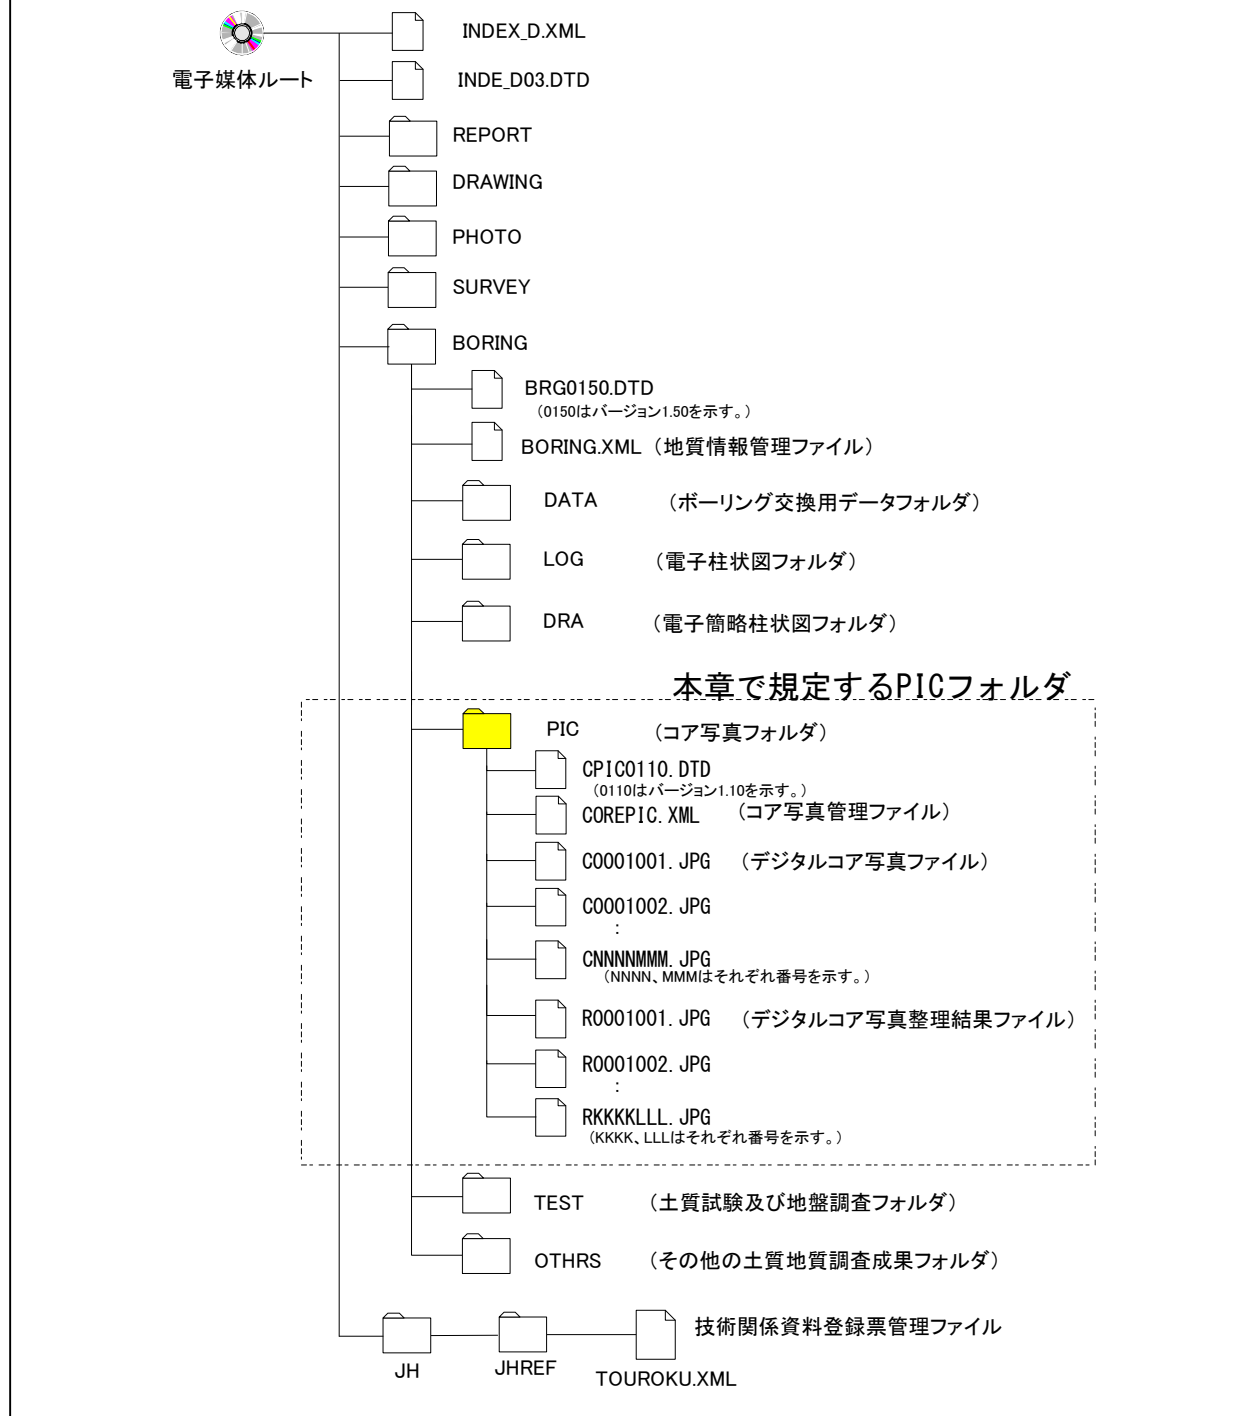 INDEX_D.XML
電子媒体ルート
INDE_D03.DTD
REPORT
DRAWING
PHOTO
SURVEY
BORING
BRG0150.DTD
（0150はバージョン1.50を示す。）
BORING.XML（地質情報管理ファイル）
DATA （ボーリング交換用データフォルダ）
LOG （電子柱状図フォルダ）
DRA （電子簡略柱状図フォルダ）
本章で規定するPICフォルダ
PIC （コア写真フォルダ）
CPIC0110.DTD
（0110はバージョン1.10を示す。）
COREPIC.XML （コア写真管理ファイル）
C0001001.JPG （デジタルコア写真ファイル）
C0001002.JPG
:
CNNNNMMM.JPG
（NNNN、MMMはそれぞれ番号を示す。）
R0001001.JPG （デジタルコア写真整理結果ファイル）
R0001002.JPG
:
RKKKKLLL.JPG
（KKKK、LLLはそれぞれ番号を示す。）
TEST （土質試験及び地盤調査フォルダ）
OTHRS （その他の土質地質調査成果フォルダ）
技術関係資料登録票管理ファイル
JH JHREF TOUROKU.XML